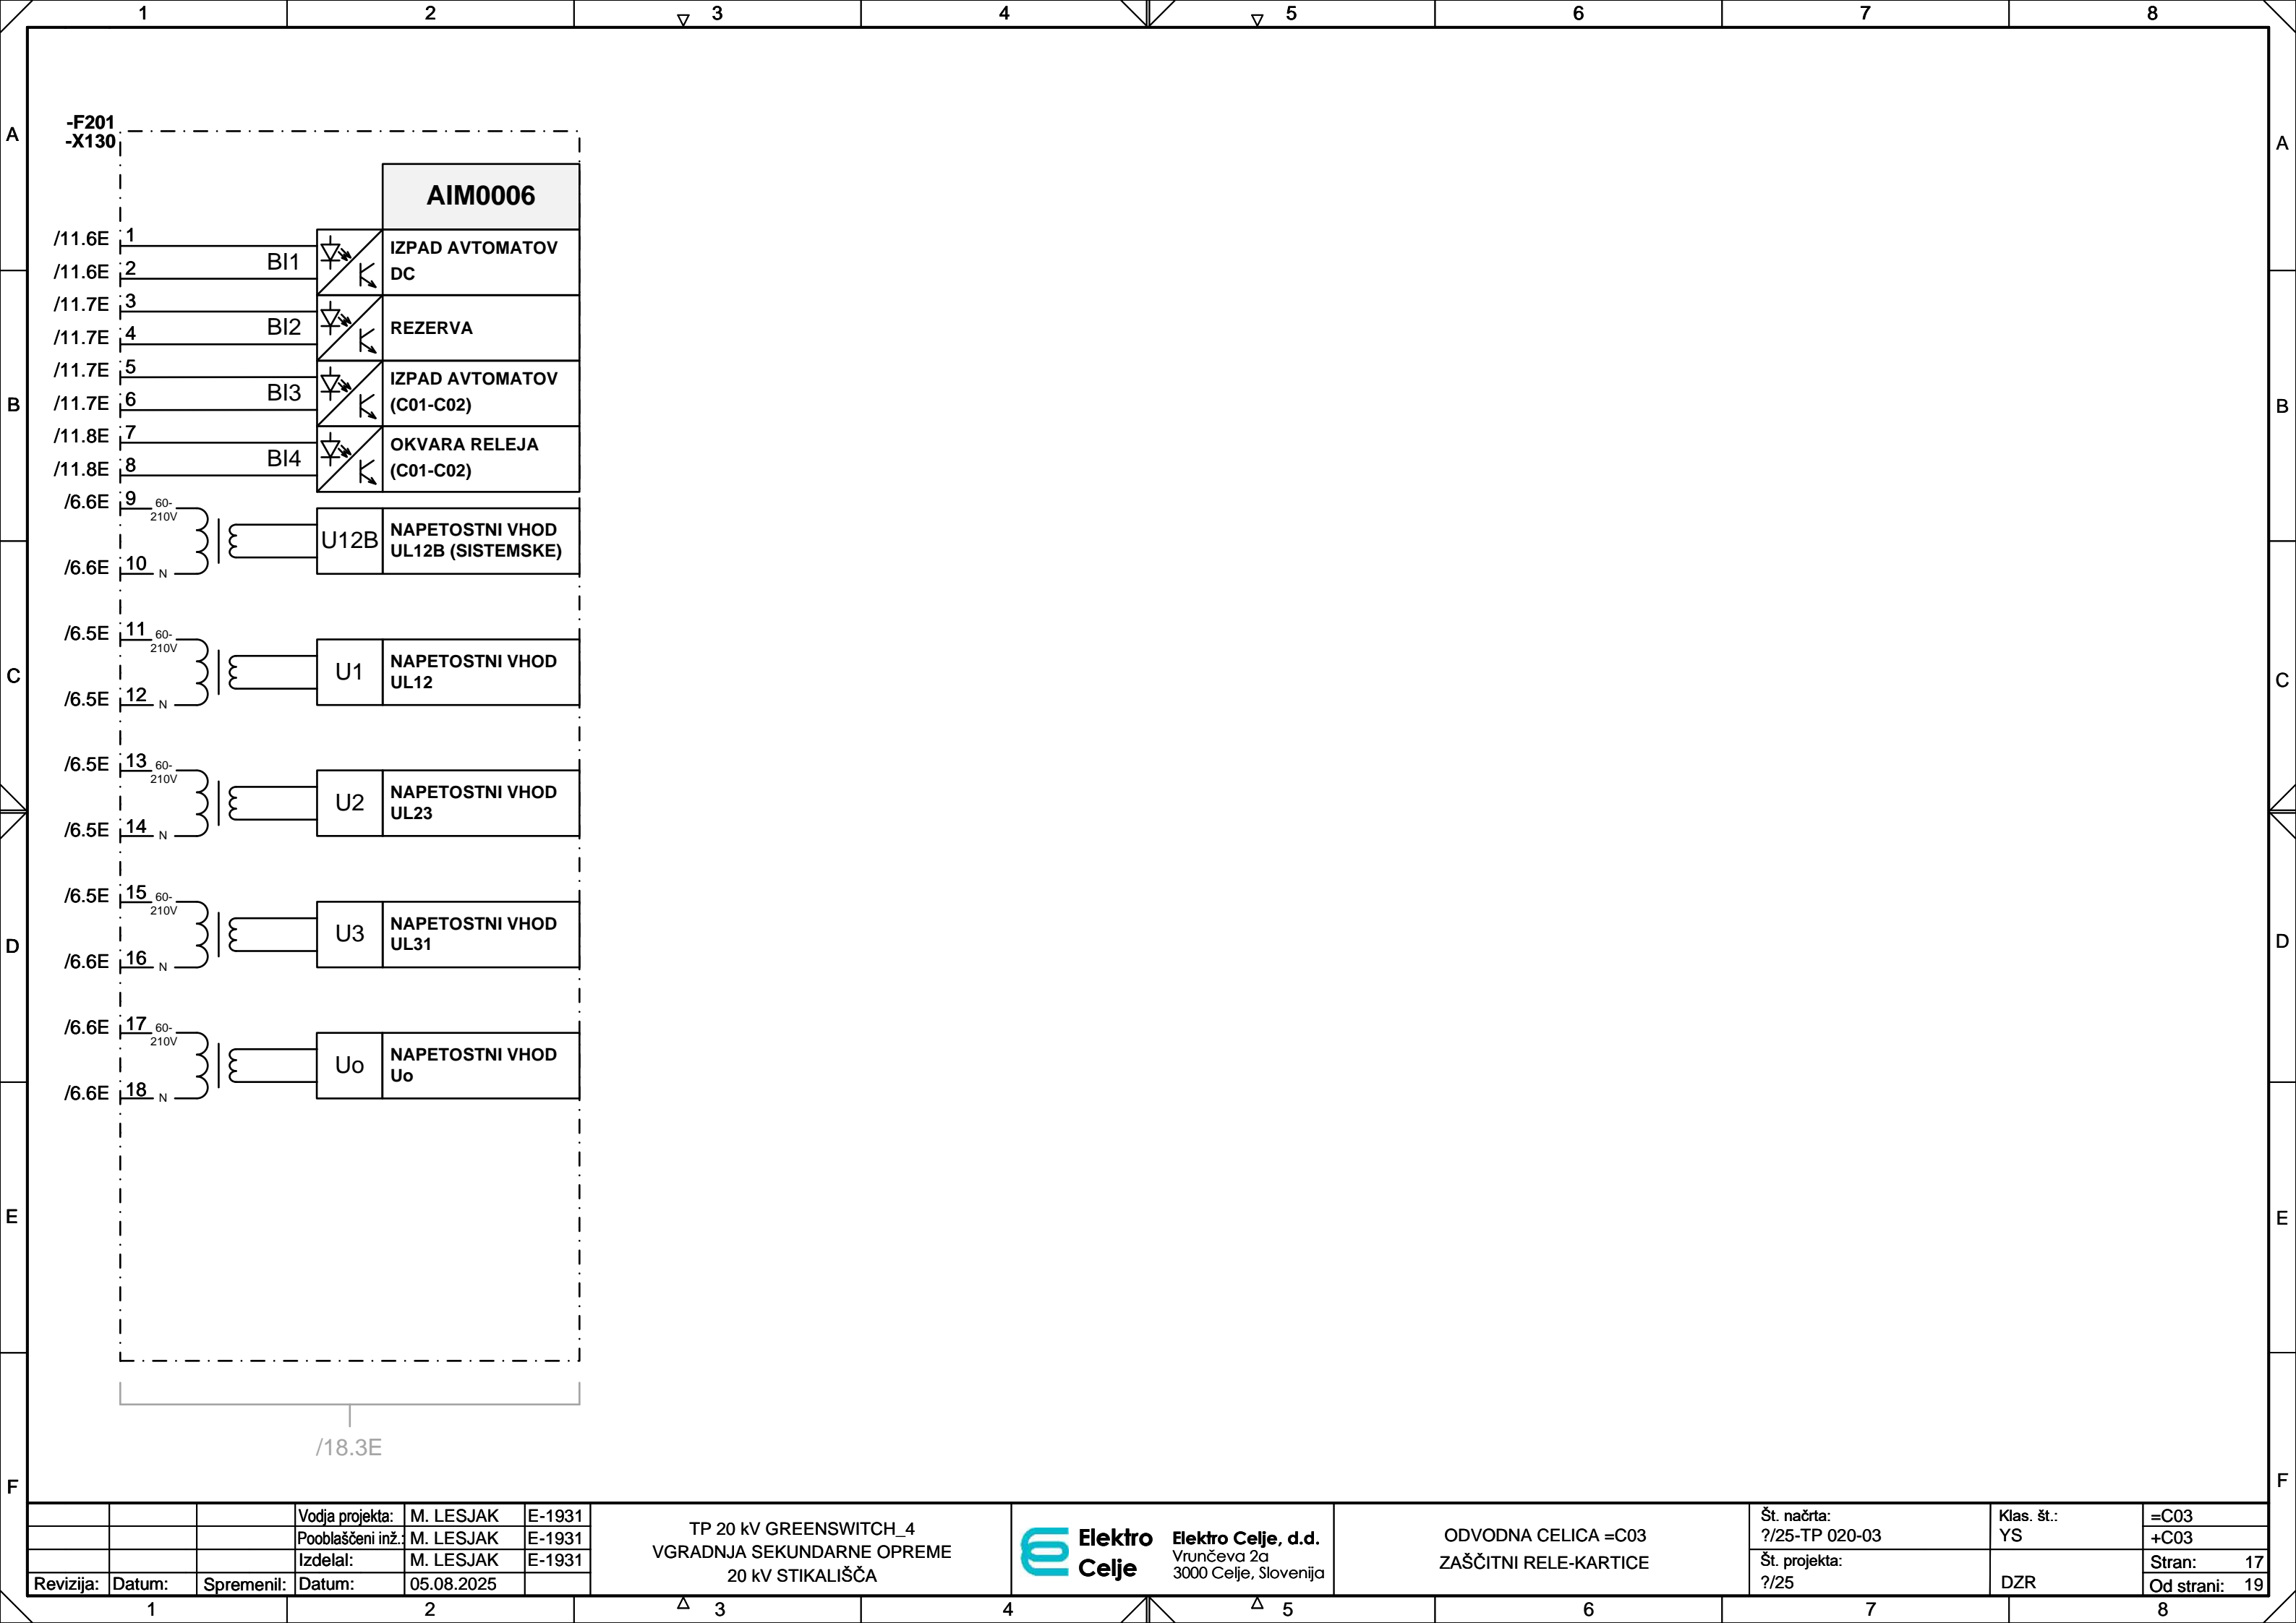 1 2 3 4 5 6 7 8
A A
B B
C C
D D
E E
F F
-F201
-X130
AIM0006
/11.6E 1
/11.6E 2
BI1
IZPAD AVTOMATOV
DC
/11.7E 3
/11.7E 4
BI2
REZERVA
/11.7E 5
/11.7E 6
BI3
IZPAD AVTOMATOV
(C01-C02)
/11.8E 7
/11.8E 8
BI4
OKVARA RELEJA
(C01-C02)
/6.6E 9 60-
210V
/6.6E 10 N
U12B
NAPETOSTNI VHOD
UL12B (SISTEMSKE)
/6.5E 11 60-
210V
/6.5E 12 N
U1
NAPETOSTNI VHOD
UL12
/6.5E 13 60-
210V
/6.5E 14 N
U2
NAPETOSTNI VHOD
UL23
/6.5E 15 60-
210V
/6.6E 16 N
U3
NAPETOSTNI VHOD
UL31
/6.6E 17 60-
210V
/6.6E 18 N
Uo
NAPETOSTNI VHOD
Uo
/18.3E
Vodja projekta: M. LESJAK E-1931
Pooblaščeni inž.: M. LESJAK E-1931
Izdelal: M. LESJAK E-1931
Revizija: Datum: Spremenil: Datum: 05.08.2025
TP 20 kV GREENSWITCH_4
VGRADNJA SEKUNDARNE OPREME
20 kV STIKALIŠČA
Elektro
Celje
Elektro Celje, d.d.
Vrunčeva 2a
3000 Celje, Slovenija
ODVODNA CELICA =C03
ZAŠČITNI RELE-KARTICE
Št. načrta:
?/25-TP 020-03
Št. projekta:
?/25
Klas. št.:
YS
DZR
=C03
+C03
Stran: 17
Od strani: 19
1 2 3 4 5 6 7 8